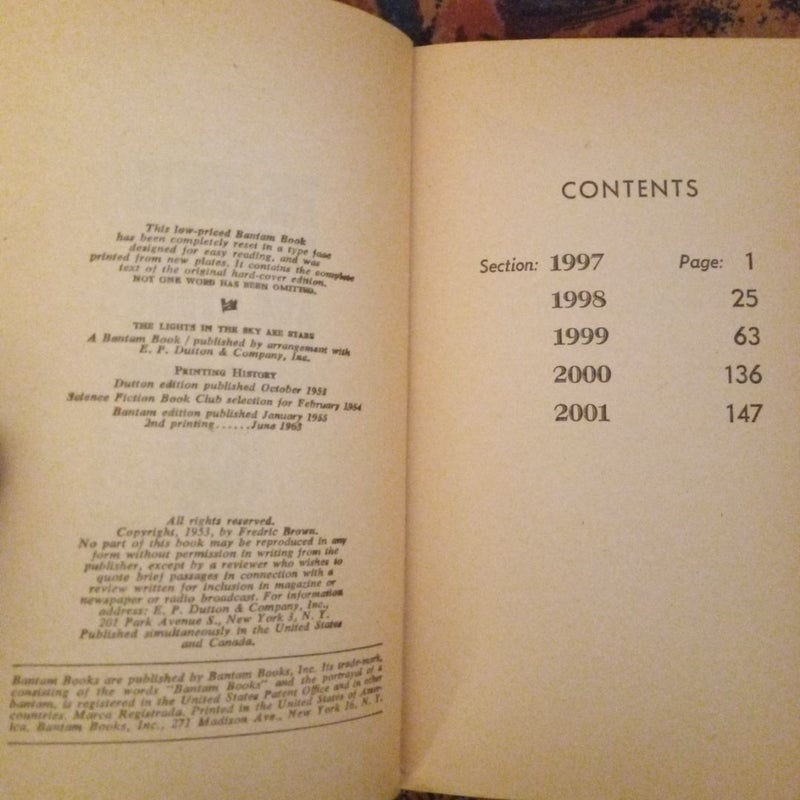 This low-priced Bantam Book
has been completely reset in a type face
designed for easy reading, and was
printed from new plates. It contains the complete
text of the original hard-cover edition.
NOT ONE WORD HAS BEEN OMITTED.
THE LIGHTS IN THE SKY ARE STARS
A Bantam Book / published by arrangement with
E. P. Dutton & Company, Inc.
PRINTING HISTORY
Dutton edition published October 1953
Science Fiction Book Club selection for February 1954
Bantam edition published January 1955
2nd printing......June 1963
All rights reserved.
Copyright, 1953, by Fredric Brown.
No part of this book may be reproduced in any
form without permission in writing from the
publisher, except by a reviewer who wishes to
quote brief passages in connection with a
review written for inclusion in magazine or
newspaper or radio broadcast. For information
address: E. P. Dutton & Company, Inc.,
201 Park Avenue S., New York 3, N. Y.
Published simultaneously in the United States
and Canada.
Bantam Books are published by Bantam Books, Inc. Its trade-mark,
consisting of the words "Bantam Books" and the portrayal of a
bantam, is registered in the United States Patent Office and in other
countries. Marca Registrada. Printed in the United States of Amer-
ica. Bantam Books, Inc., 271 Madison Ave., New York 16, N. Y.
CONTENTS
Section: 1997 Page: 1
1998 25
1999 63
2000 136
2001 147